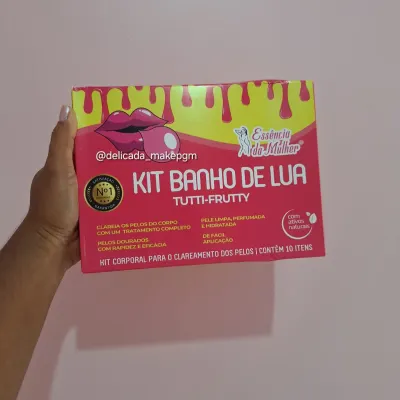 Essência
da Mulher
@delicada_makepgm
KIT BANHO DE LUA
TUTTI-FRUTTY
Nº1
CLAREIA OS PELOS DO CORPO
COM UM TRATAMENTO COMPLETO
PELE LIMPA, PERFUMADA
E HIDRATADA
PELOS DOURADOS
COM RAPIDEZ E EFICÁCIA
DE FÁCIL
APLICAÇÃO
com
ativos
naturais
KIT CORPORAL PARA O CLAREAMENTO DOS PELOS | CONTÉM 10 ITENS